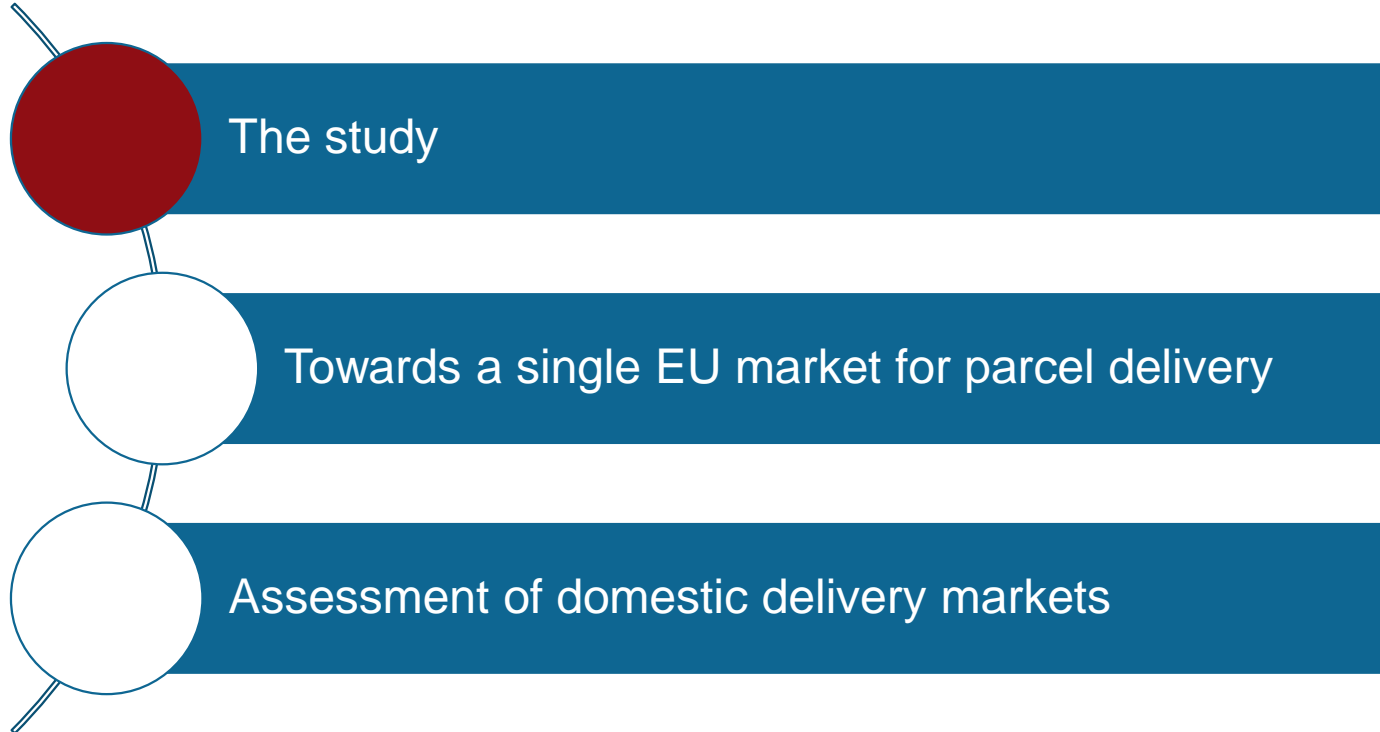 The study
Towards a single EU market for parcel delivery
Assessment of domestic delivery markets